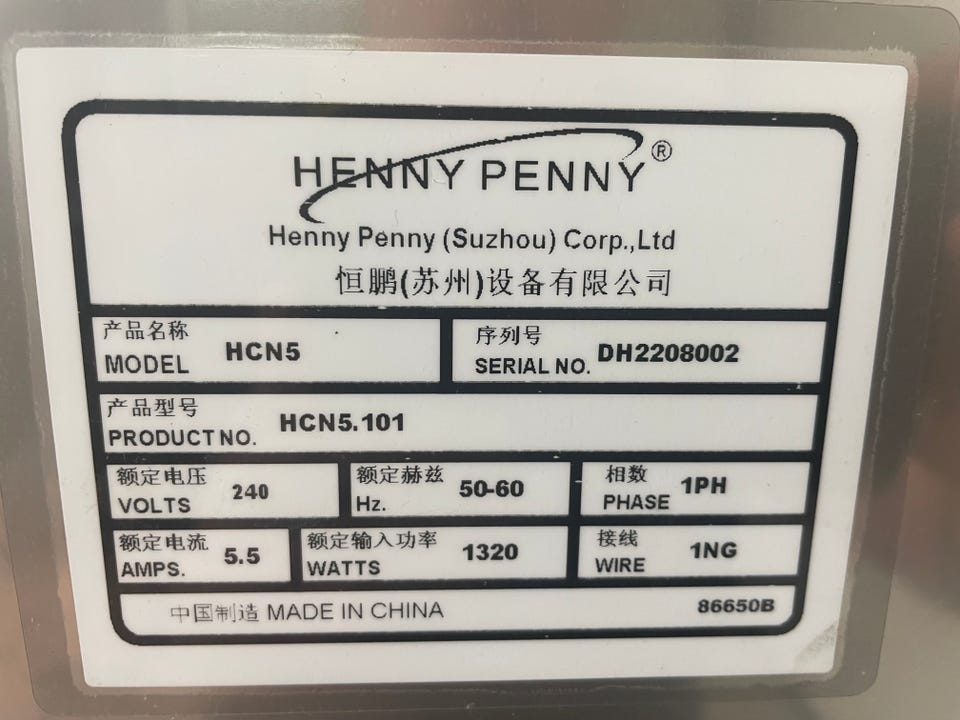 HENNY PENNY®
Henny Penny (Suzhou) Corp.,Ltd
恒鹏(苏州)设备有限公司
产品名称
MODEL HCN5
序列号
SERIAL NO. DH2208002
产品型号
PRODUCT NO. HCN5.101
额定电压
VOLTS 240
额定赫兹
Hz. 50-60
相数
PHASE 1PH
额定电流
AMPS. 5.5
额定输入功率
WATTS 1320
接线
WIRE 1NG
中国制造 MADE IN CHINA 86650B